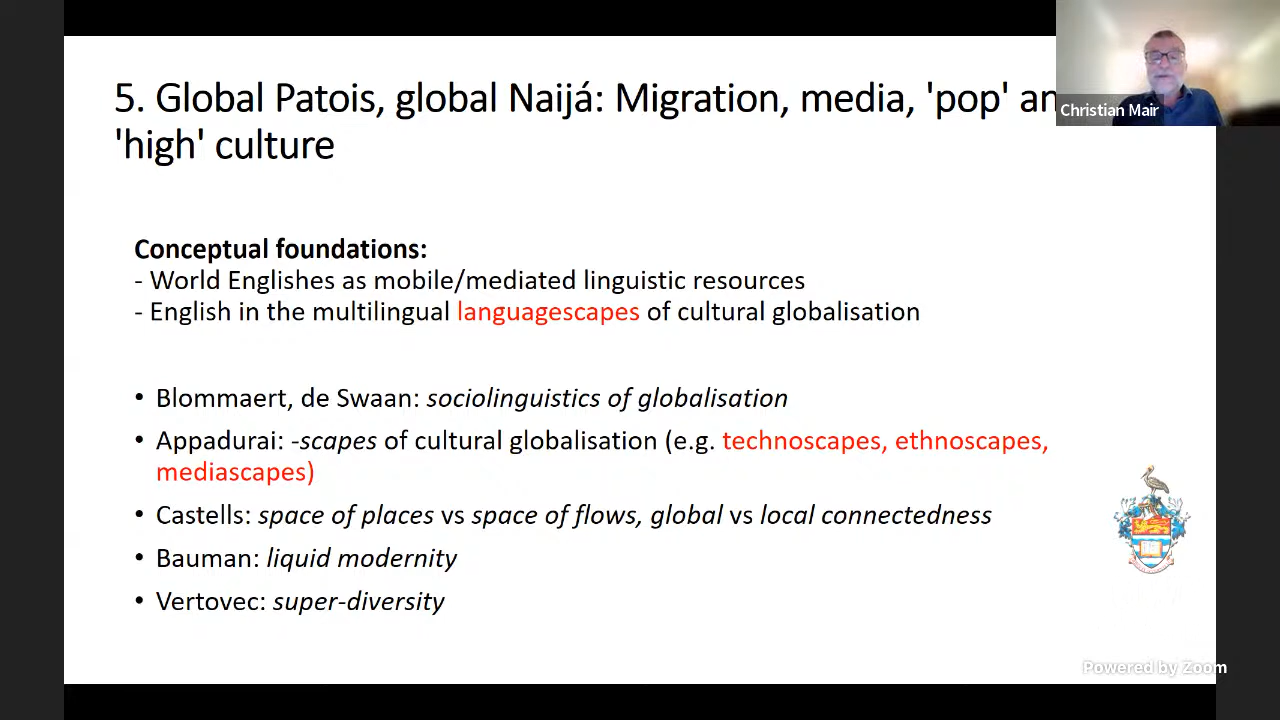 5. Global Patois, global Naijá: Migration, media, 'pop' an
'high' culture
Christian Mair
Conceptual foundations:
- World Englishes as mobile/mediated linguistic resources
- English in the multilingual languagescapes of cultural globalisation
• Blommaert, de Swaan: sociolinguistics of globalisation
• Appadurai: -scapes of cultural globalisation (e.g. technoscapes, ethnoscapes,
mediascapes)
• Castells: space of places vs space of flows, global vs local connectedness
• Bauman: liquid modernity
• Vertovec: super-diversity
Powered by Zoom